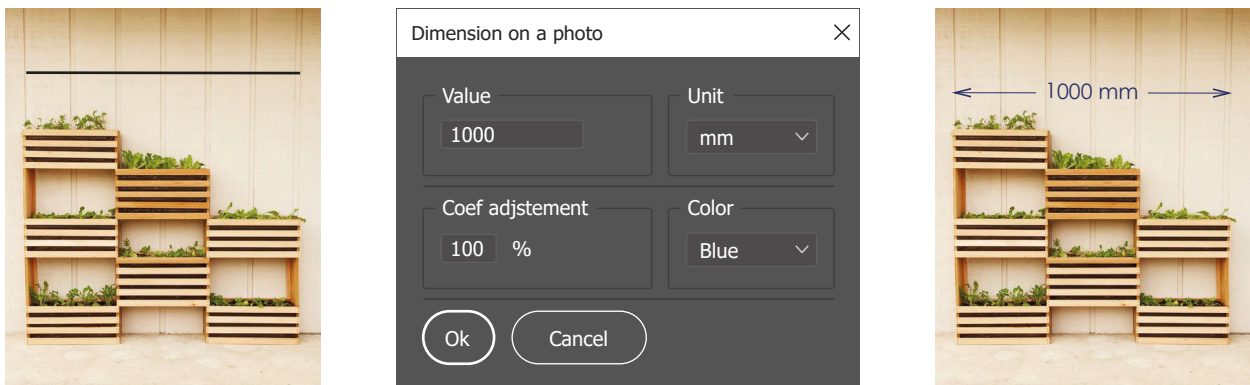 Dimension on a photo
Value
Unit
1000
mm
Coef adjstement
Color
100 %
Blue
Ok
Cancel
1000 mm